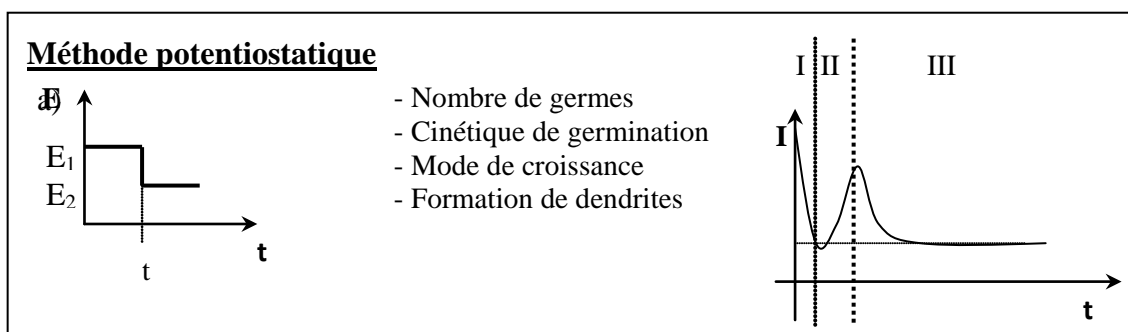 Méthode potentiostatique
a)
E
E₁
E₂
t
t
- Nombre de germes
- Cinétique de germination
- Mode de croissance
- Formation de dendrites
I II III
I
t